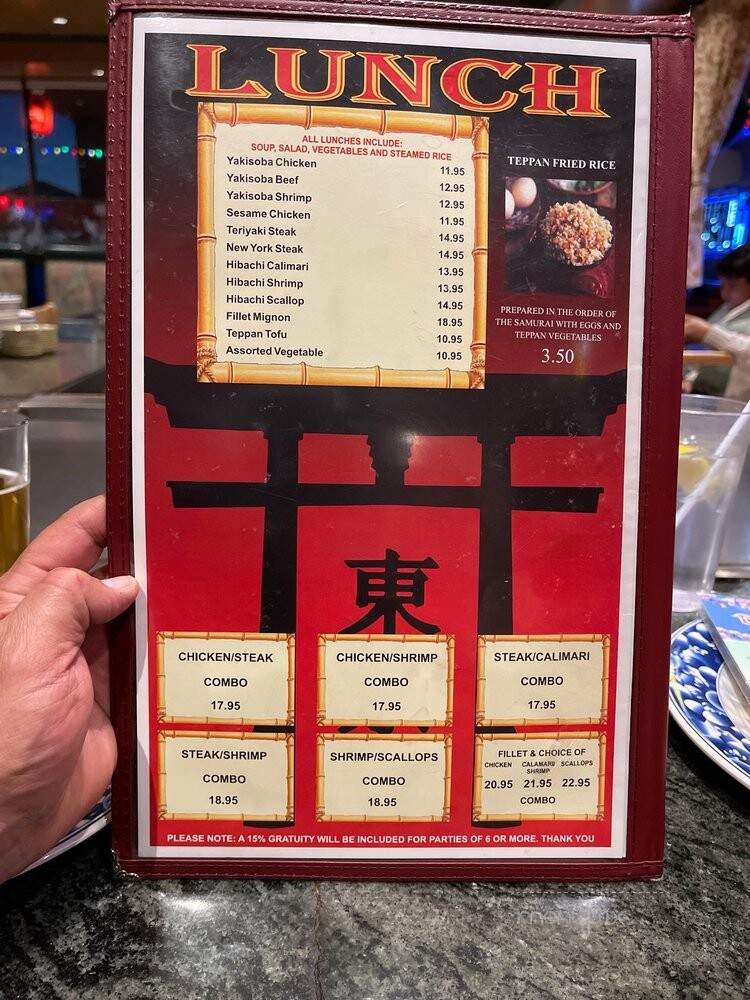 LUNCH
ALL LUNCHES INCLUDE:
SOUP, SALAD, VEGETABLES AND STEAMED RICE
Yakisoba Chicken 11.95
Yakisoba Beef 12.95
Yakisoba Shrimp 12.95
Sesame Chicken 11.95
Teriyaki Steak 14.95
New York Steak 14.95
Hibachi Calimari 13.95
Hibachi Shrimp 13.95
Hibachi Scallop 14.95
Fillet Mignon 18.95
Teppan Tofu 10.95
Assorted Vegetable 10.95
TEPPAN FRIED RICE
PREPARED IN THE ORDER OF
THE SAMURAI WITH EGGS AND
TEPPAN VEGETABLES
3.50
東
CHICKEN/STEAK
COMBO
17.95
CHICKEN/SHRIMP
COMBO
17.95
STEAK/CALIMARI
COMBO
17.95
STEAK/SHRIMP
COMBO
18.95
SHRIMP/SCALLOPS
COMBO
18.95
FILLET & CHOICE OF
CHICKEN CALAMARI/ SCALLOPS
SHRIMP
20.95 21.95 22.95
COMBO
PLEASE NOTE: A 15% GRATUITY WILL BE INCLUDED FOR PARTIES OF 6 OR MORE. THANK YOU